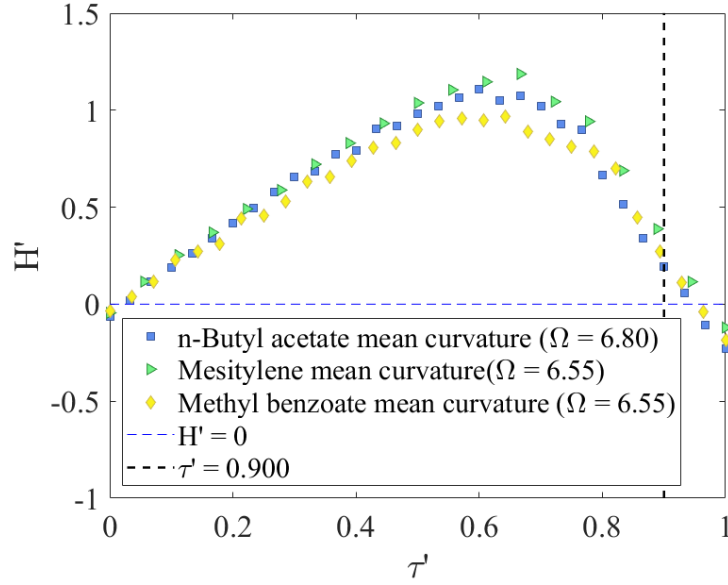 1.5
1
0.5
0
-0.5
-1
H'
n-Butyl acetate mean curvature (Ω = 6.80)
Mesitylene mean curvature(Ω = 6.55)
Methyl benzoate mean curvature (Ω = 6.55)
H' = 0
τ' = 0.900
0 0.2 0.4 0.6 0.8 1
τ'